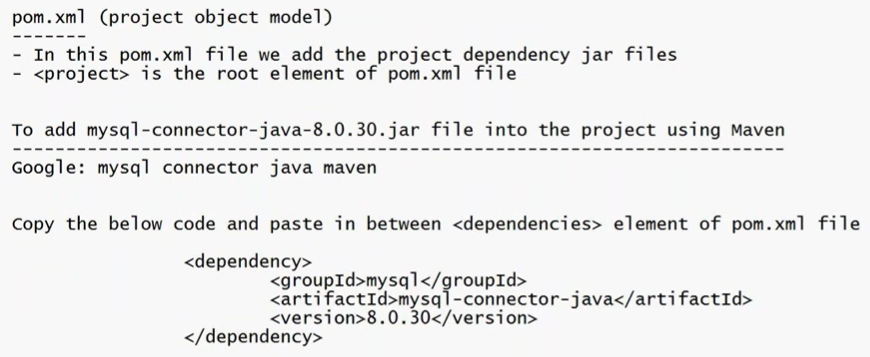 pom.xml (project object model)
-------
- In this pom.xml file we add the project dependency jar files
- <project> is the root element of pom.xml file
To add mysql-connector-java-8.0.30.jar file into the project using Maven
------------------------------------------------------------------------
Google: mysql connector java maven
Copy the below code and paste in between <dependencies> element of pom.xml file
<dependency>
<groupId>mysql</groupId>
<artifactId>mysql-connector-java</artifactId>
<version>8.0.30</version>
</dependency>